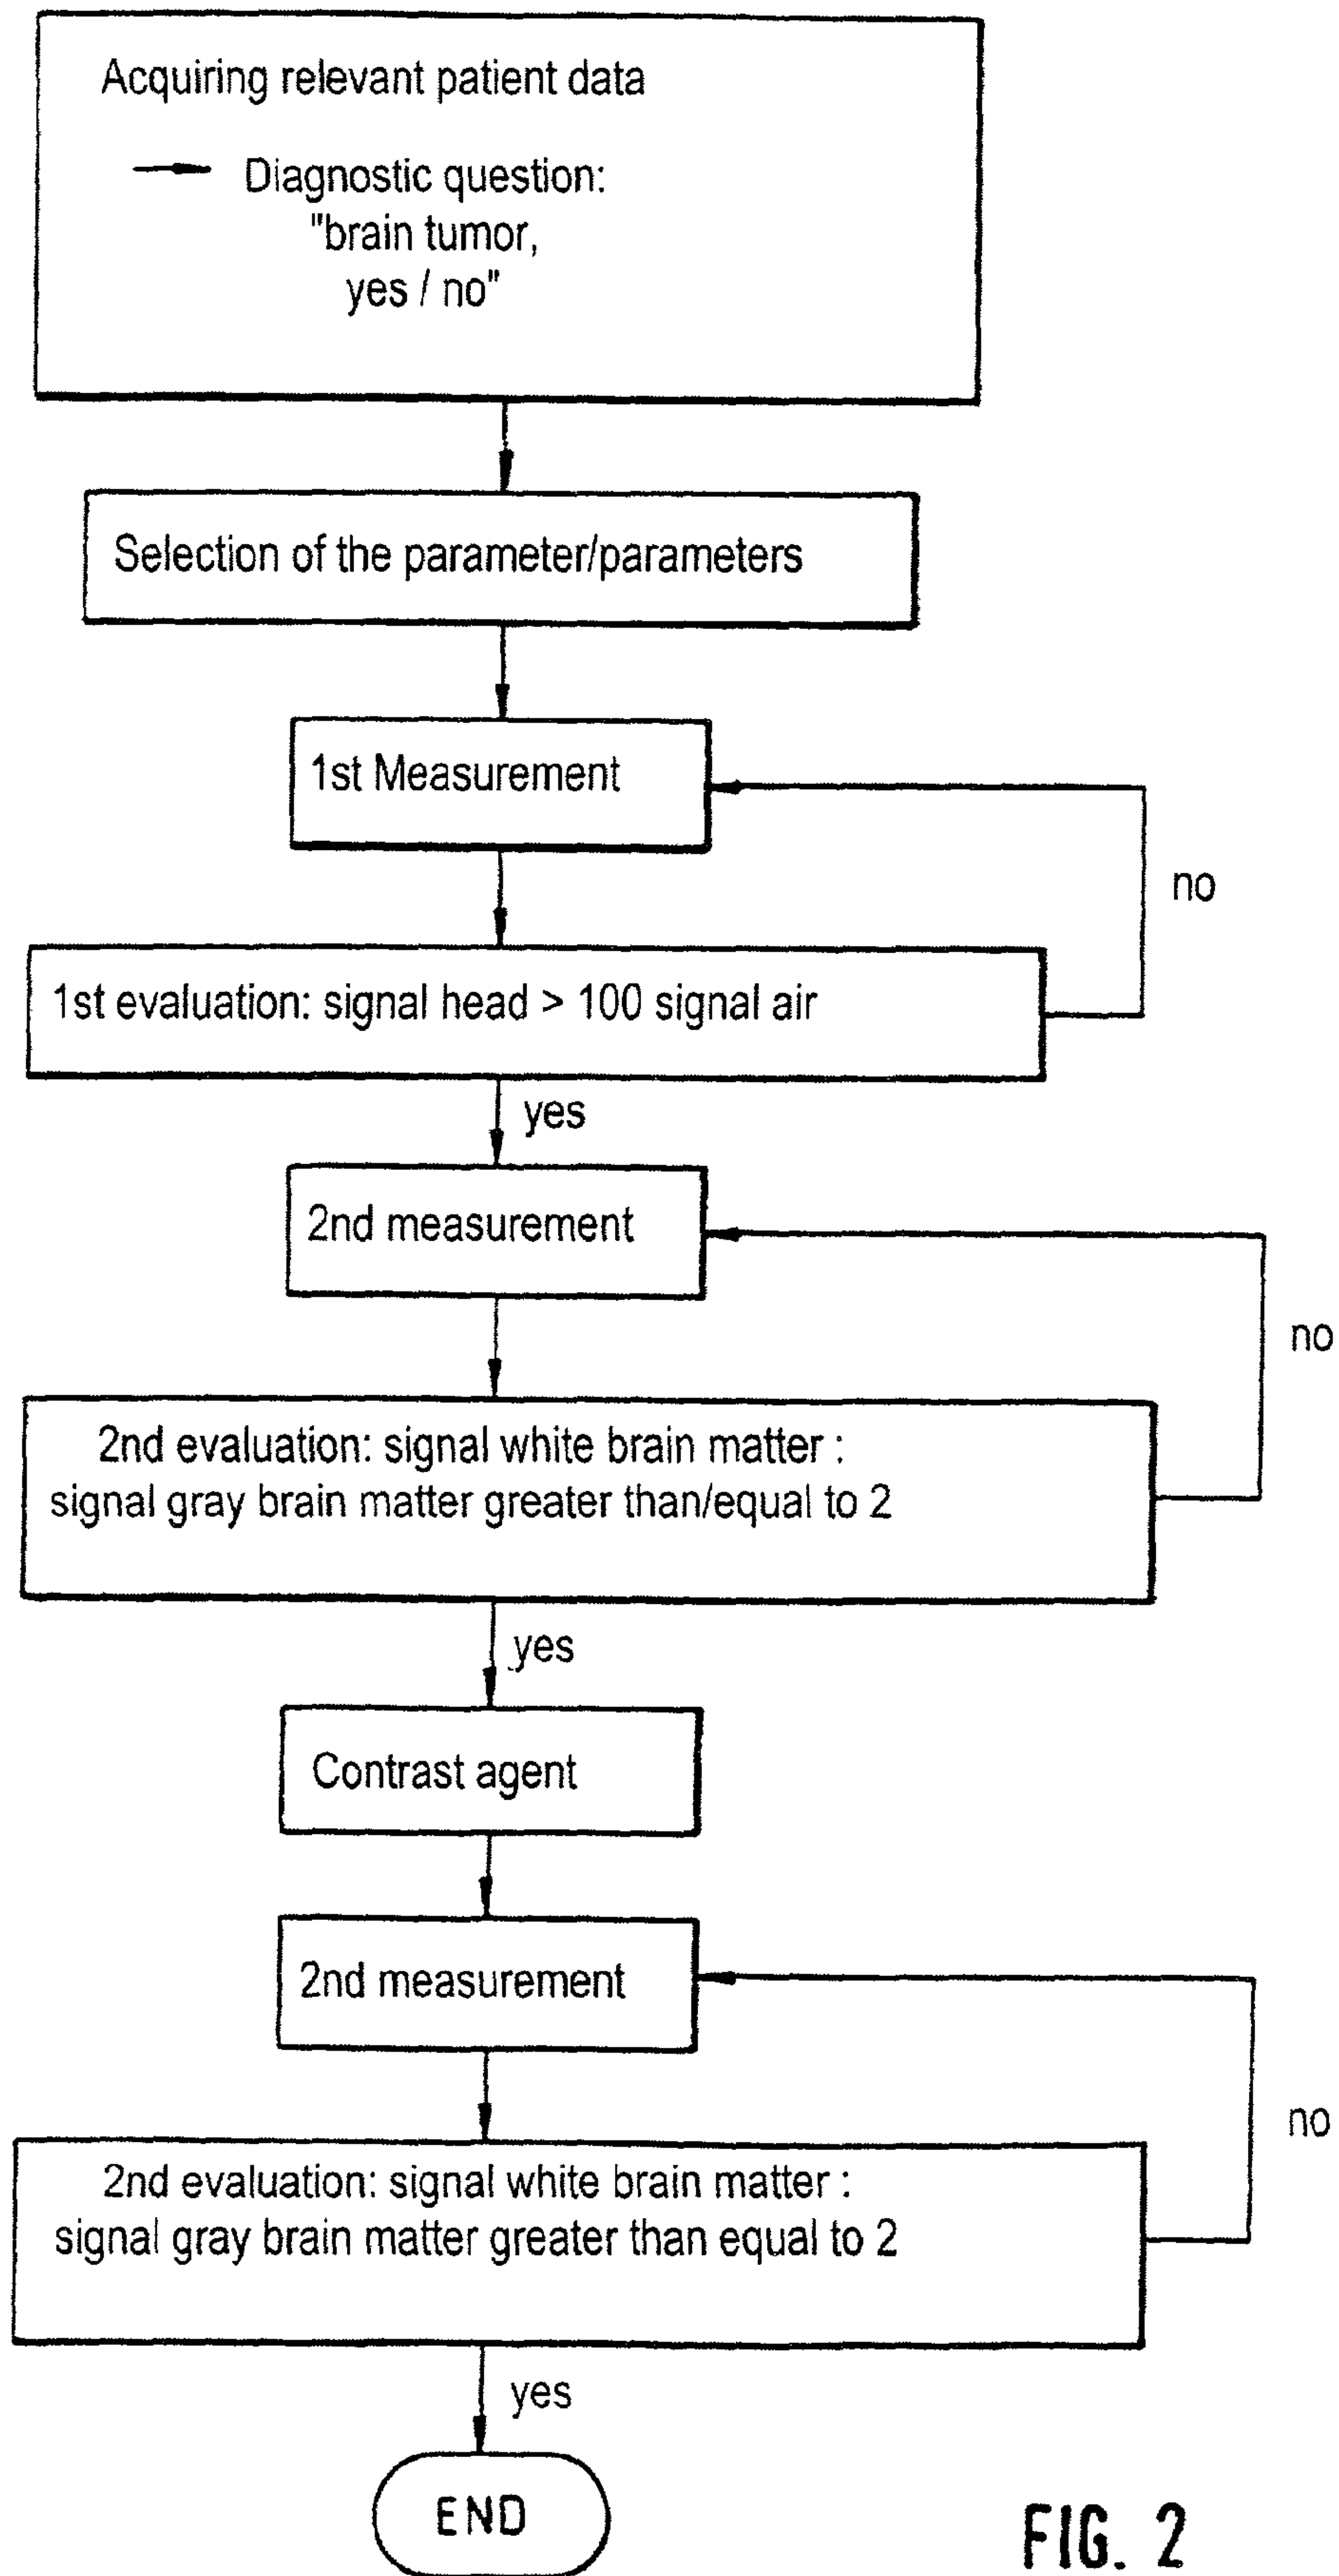 Acquiring relevant patient data
Diagnostic question:
"brain tumor,
yes / no"
Selection of the parameter/parameters
1st Measurement
no
1st evaluation: signal head > 100 signal air
yes
2nd measurement
no
2nd evaluation: signal white brain matter :
signal gray brain matter greater than/equal to 2
yes
Contrast agent
2nd measurement
no
2nd evaluation: signal white brain matter :
signal gray brain matter greater than equal to 2
yes
END
FIG. 2